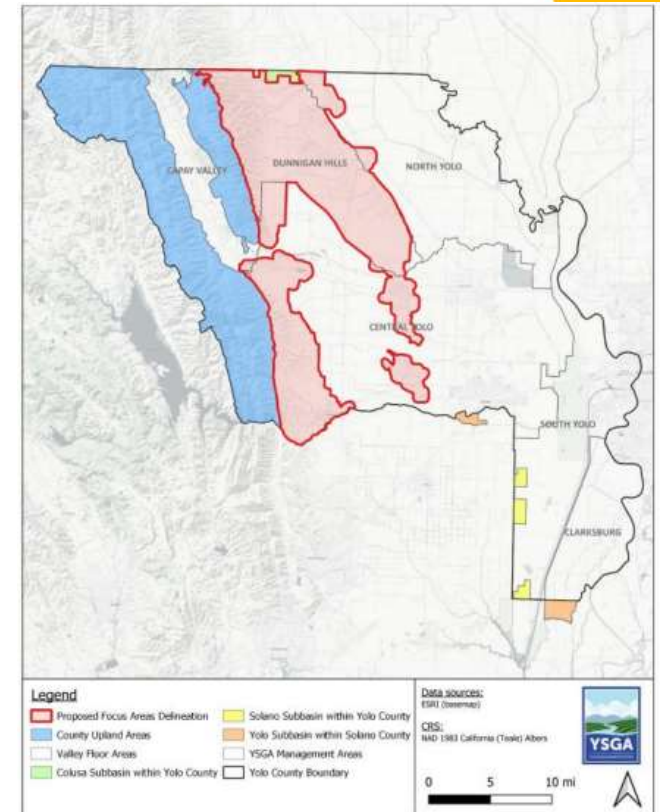 CAPAY VALLEY
DUNNIGAN HILLS
NORTH YOLO
CENTRAL YOLO
SOUTH YOLO
CLARKSBURG
Legend
Proposed Focus Areas Delineation
County Upland Areas
Valley Floor Areas
Colusa Subbasin within Yolo County
Solano Subbasin within Yolo County
Yolo Subbasin within Solano County
YSGA Management Areas
Yolo County Boundary
Data sources:
ESRI (basemap)
CRS:
NAD 1983 California (Teale) Albers
0 5 10 mi
YSGA